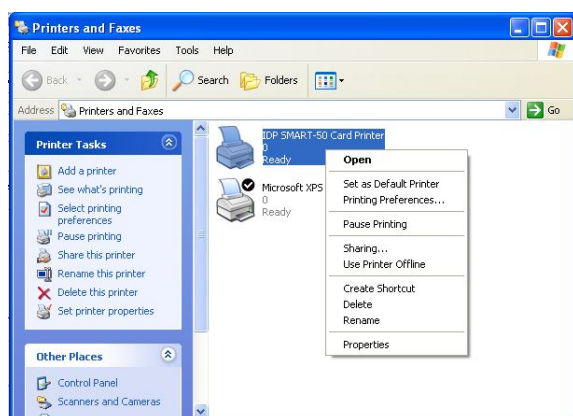 Printers and Faxes
File Edit View Favorites Tools Help
Back Search Folders
Address Printers and Faxes Go
Printer Tasks
Add a printer
See what's printing
Select printing
preferences
Pause printing
Share this printer
Rename this printer
Delete this printer
Set printer properties
Other Places
Control Panel
Scanners and Cameras
IDP SMART-50 Card Printer
0
Ready
Microsoft XPS
0
Ready
Open
Set as Default Printer
Printing Preferences...
Pause Printing
Sharing...
Use Printer Offline
Create Shortcut
Delete
Rename
Properties